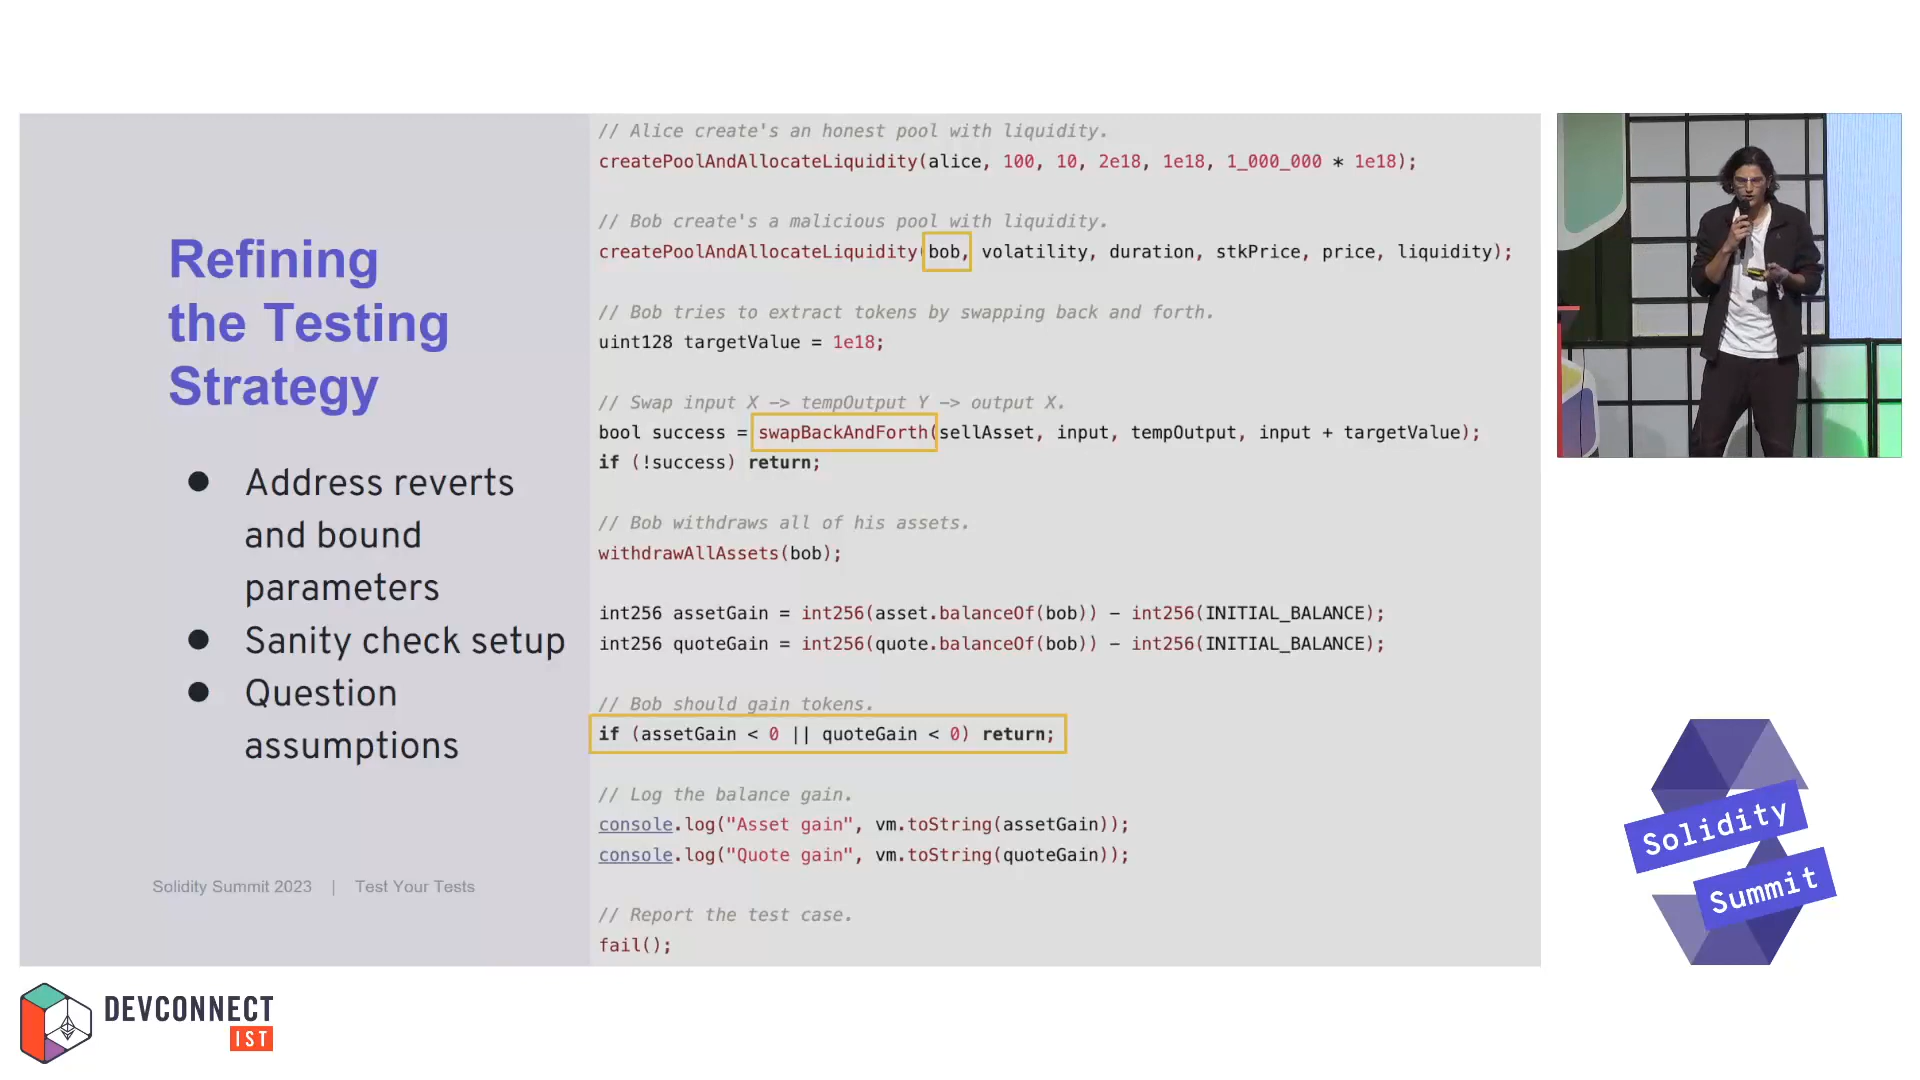 Refining
the Testing
Strategy
● Address reverts
and bound
parameters
● Sanity check setup
● Question
assumptions
Solidity Summit 2023 | Test Your Tests
// Alice create's an honest pool with liquidity.
createPoolAndAllocateLiquidity(alice, 100, 10, 2e18, 1e18, 1_000_000 * 1e18);
// Bob create's a malicious pool with liquidity.
createPoolAndAllocateLiquidity(bob, volatility, duration, stkPrice, price, liquidity);
// Bob tries to extract tokens by swapping back and forth.
uint128 targetValue = 1e18;
// Swap input X -> tempOutput Y -> output X.
bool success = swapBackAndForth(sellAsset, input, tempOutput, input + targetValue);
if (!success) return;
// Bob withdraws all of his assets.
withdrawAllAssets(bob);
int256 assetGain = int256(asset.balanceOf(bob)) - int256(INITIAL_BALANCE);
int256 quoteGain = int256(quote.balanceOf(bob)) - int256(INITIAL_BALANCE);
// Bob should gain tokens.
if (assetGain < 0 || quoteGain < 0) return;
// Log the balance gain.
console.log("Asset gain", vm.toString(assetGain));
console.log("Quote gain", vm.toString(quoteGain));
// Report the test case.
fail();
Solidity
Summit
DEVCONNECT
IST